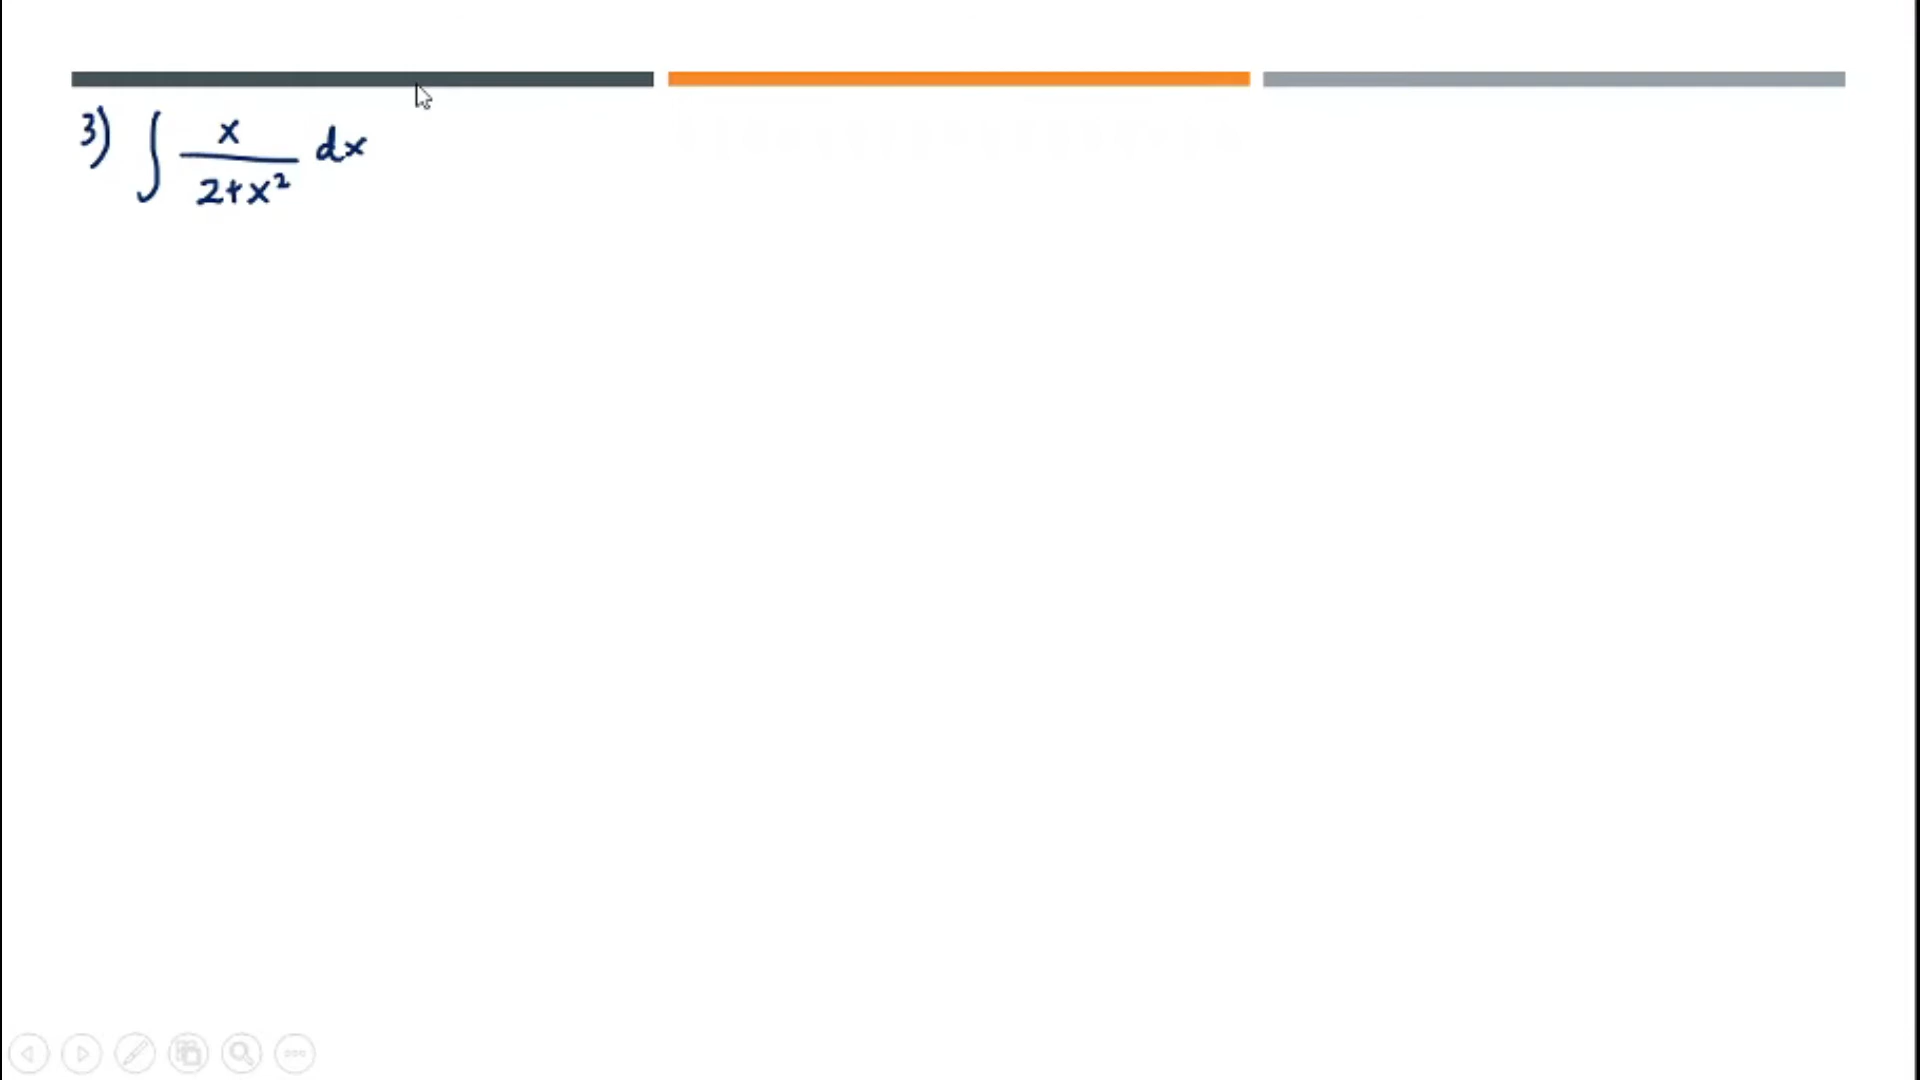 3) ∫ x/(2+x²) dx